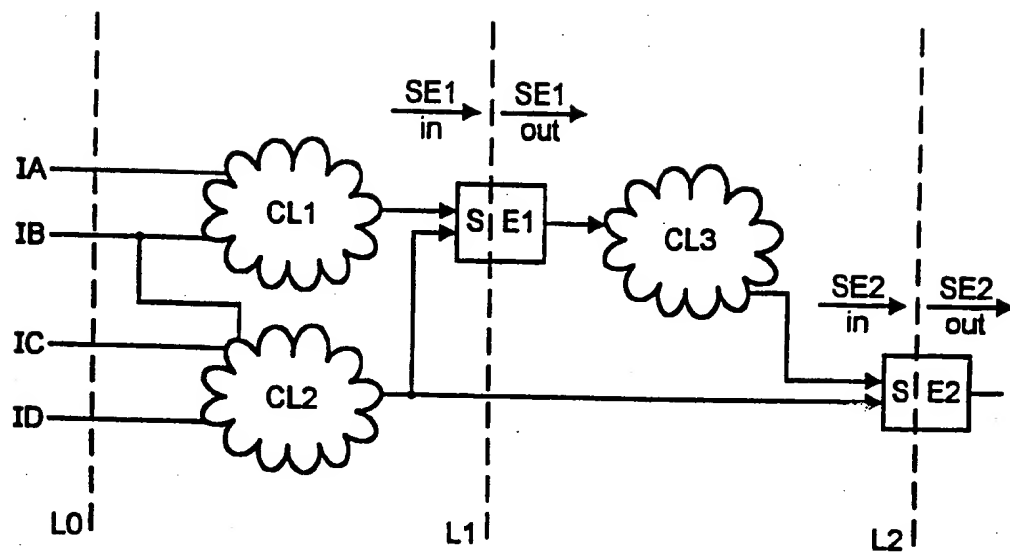 SE1
in
SE1
out
IA
IB
IC
ID
CL1
CL2
S E1
CL3
SE2
in
SE2
out
S E2
L0
L1
L2